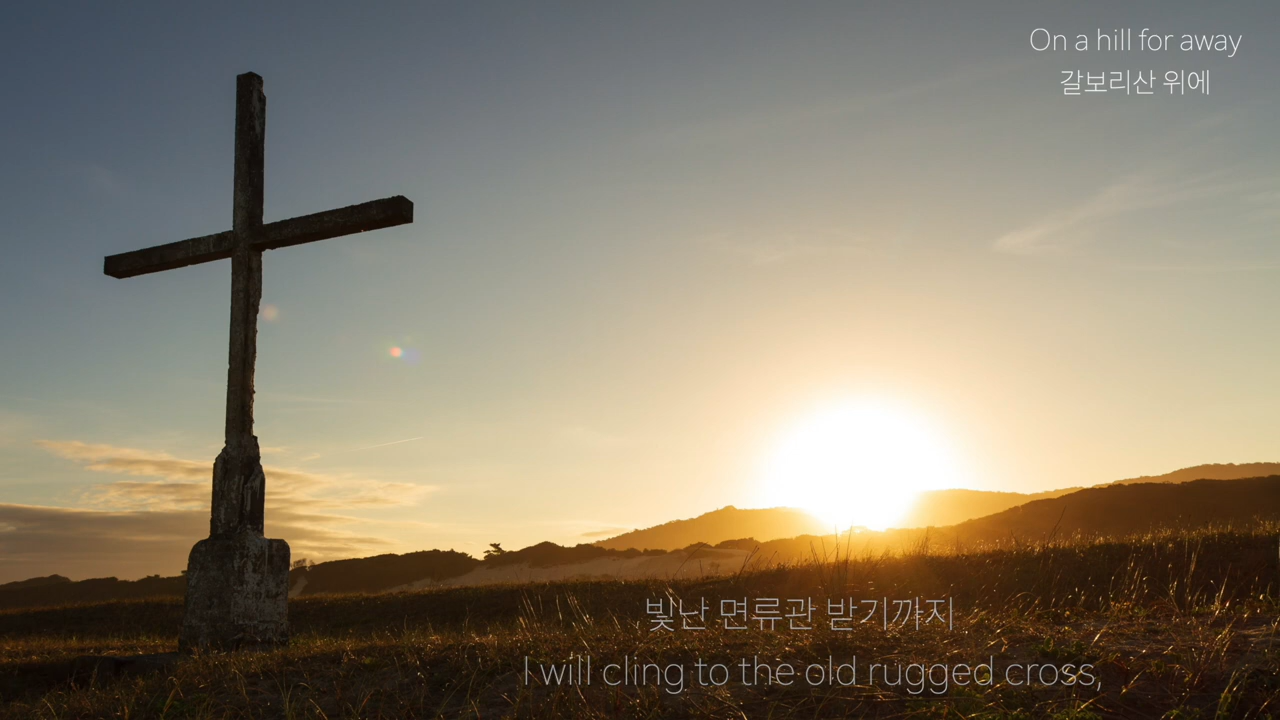 On a hill for away
갈보리산 위에
빛난 면류관 받기까지
I will cling to the old rugged cross,